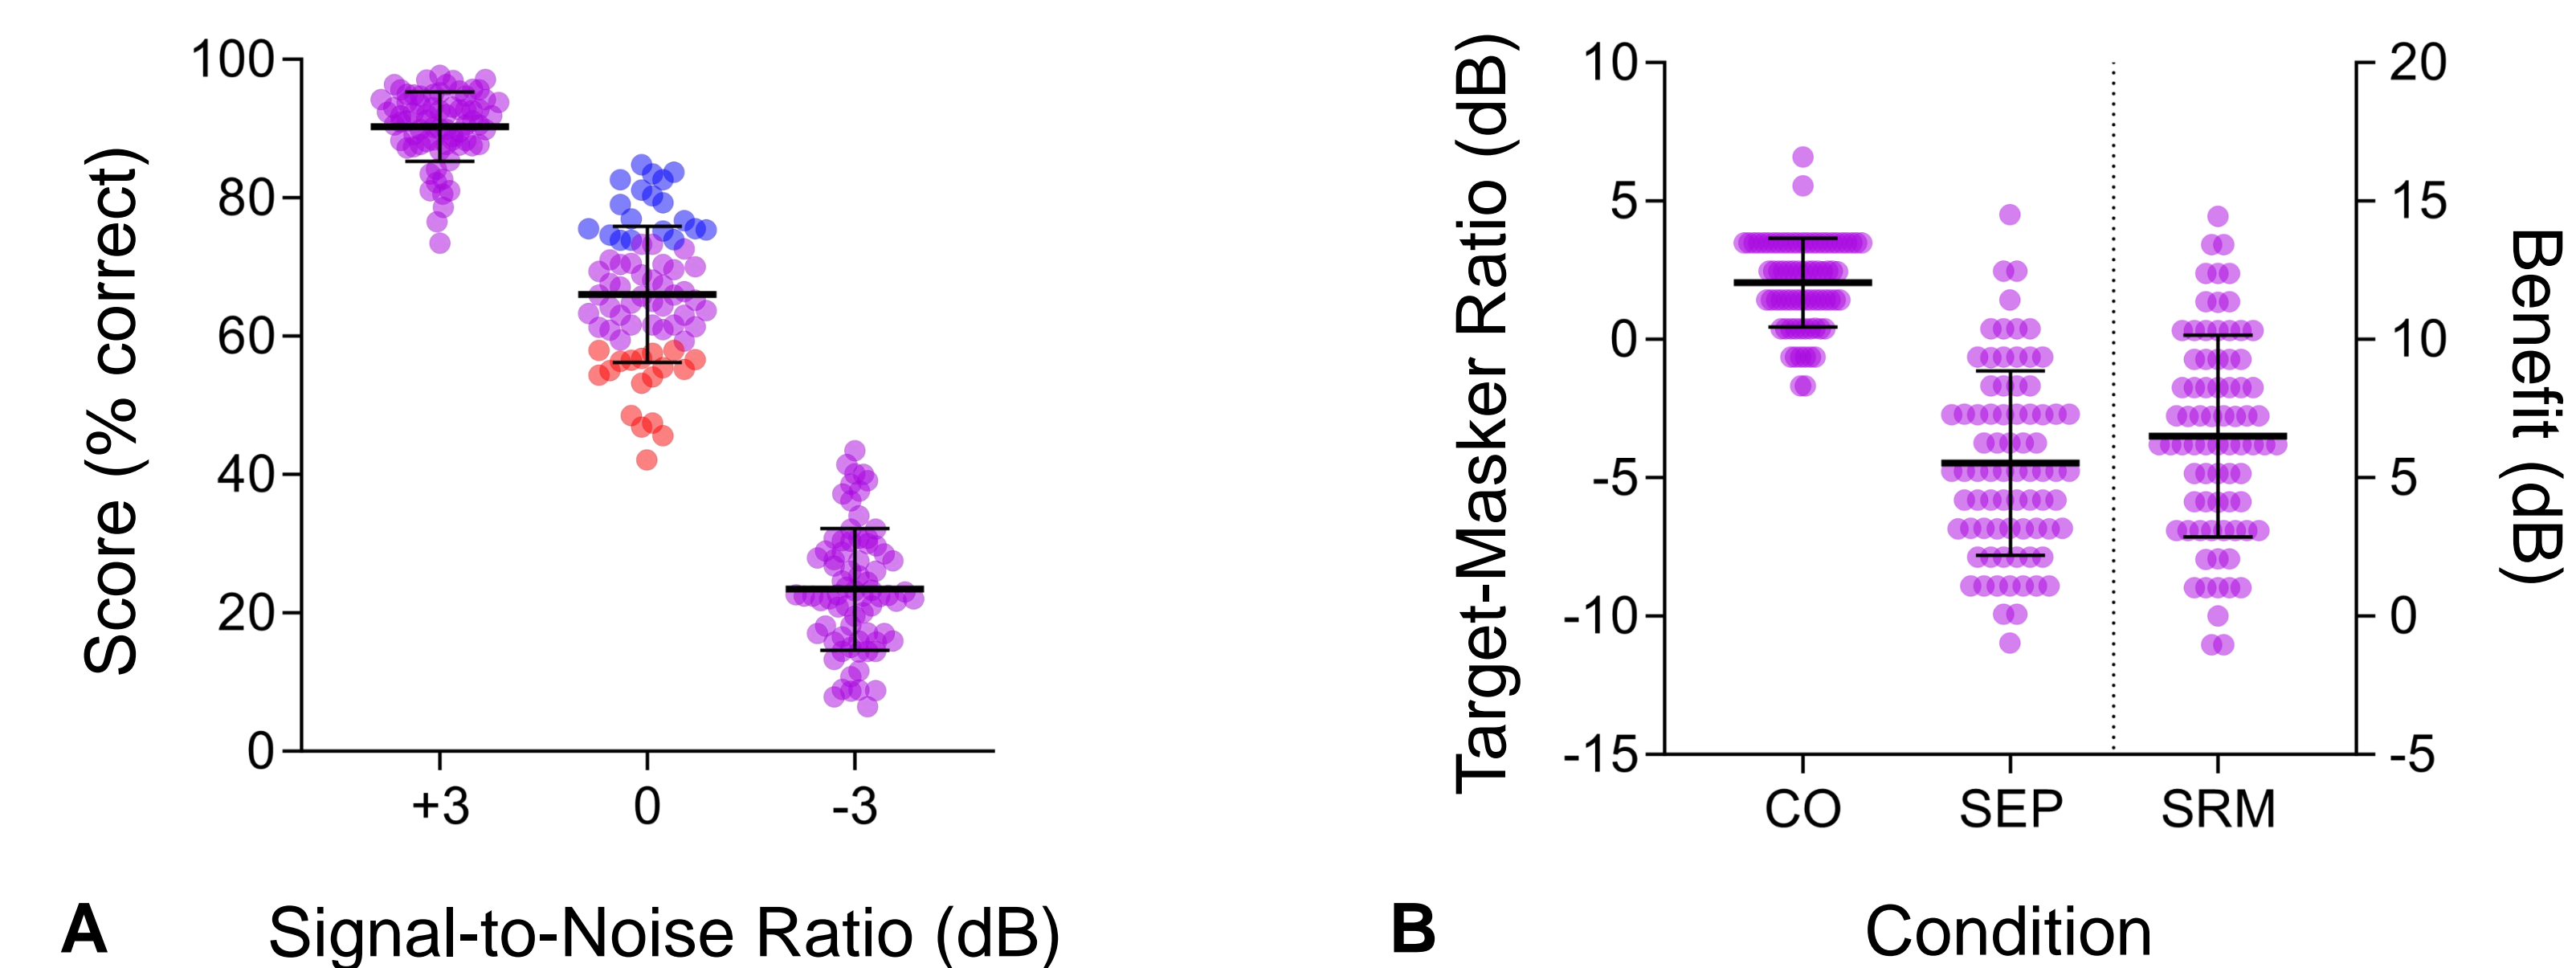 Score (% correct)
100
80
60
40
20
0
+3 0 -3
A Signal-to-Noise Ratio (dB)
Target-Masker Ratio (dB)
10
5
0
-5
-10
-15
20
15
10
5
0
-5
Benefit (dB)
CO SEP SRM
B Condition